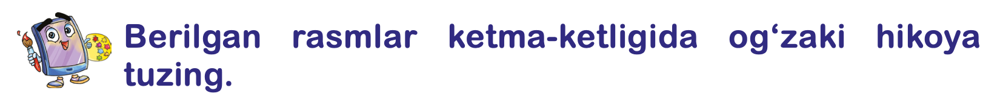 Berilgan rasmlar ketma-ketligida og‘zaki hikoya
tuzing.